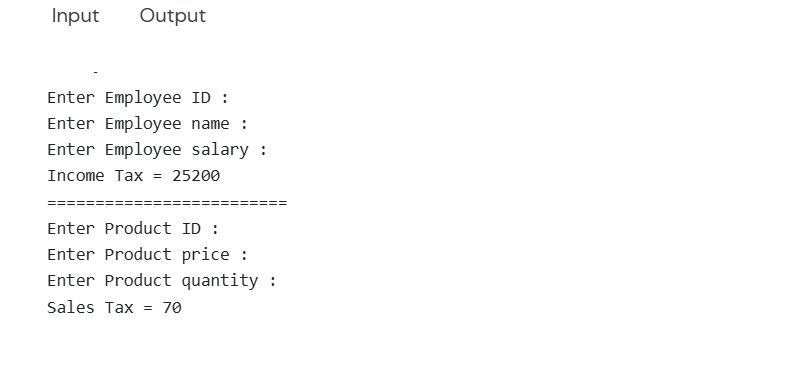 Input Output
-
Enter Employee ID :
Enter Employee name :
Enter Employee salary :
Income Tax = 25200
=========================
Enter Product ID :
Enter Product price :
Enter Product quantity :
Sales Tax = 70